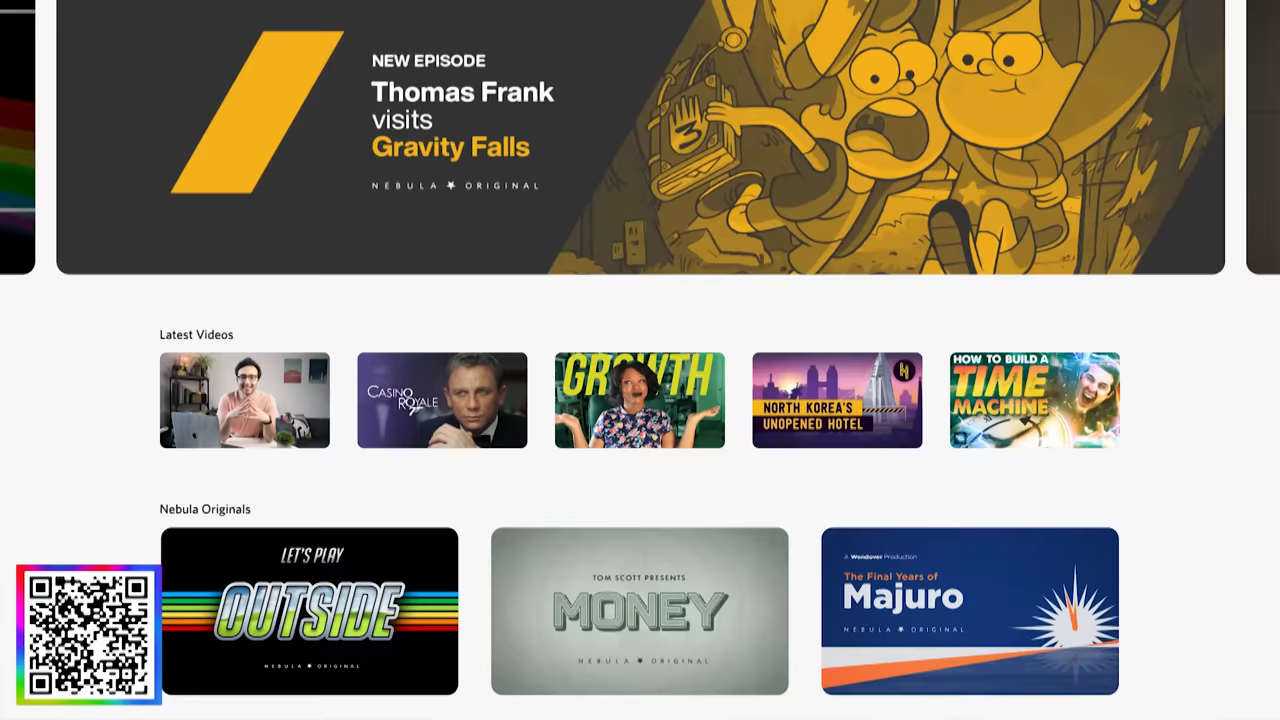 NEW EPISODE
Thomas Frank
visits
Gravity Falls
NEBULA ORIGINAL
3
Latest Videos
CASINO
ROYALE
007
GROWTH
NORTH KOREA'S
UNOPENED HOTEL
HOW TO BUILD A
TIME
MACHINE
Nebula Originals
LET'S PLAY
OUTSIDE
NEBULA ORIGINAL
TOM SCOTT PRESENTS
MONEY
NEBULA ORIGINAL
A Wendover Production
The Final Years of
Majuro
NEBULA ORIGINAL